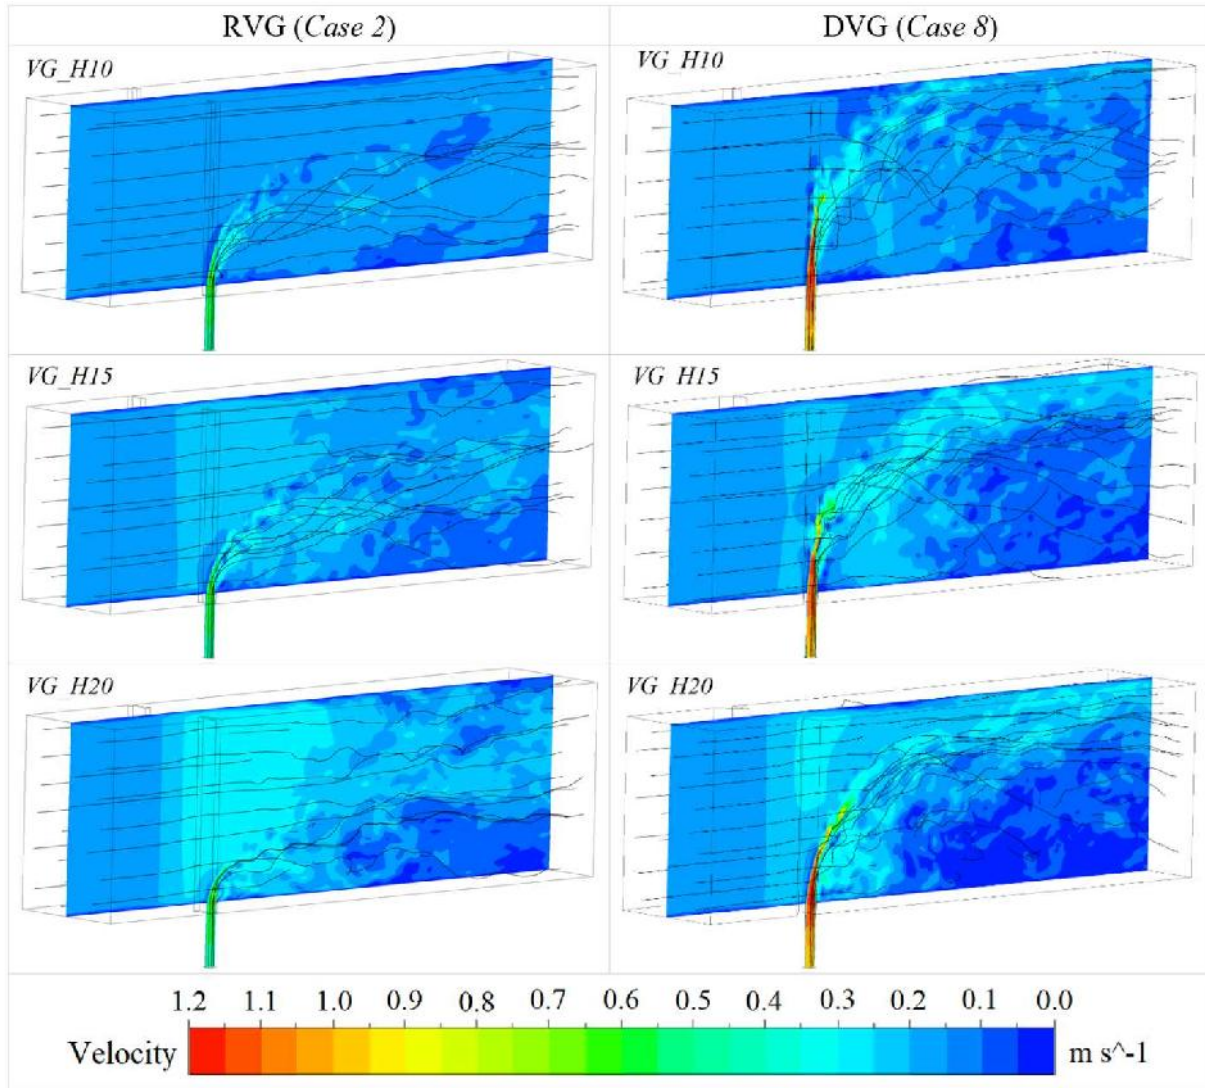 RVG (Case 2)
DVG (Case 8)
VG_H10
VG_H10
VG_H15
VG_H15
VG_H20
VG_H20
1.2 1.1 1.0 0.9 0.8 0.7 0.6 0.5 0.4 0.3 0.2 0.1 0.0
Velocity
m s^-1